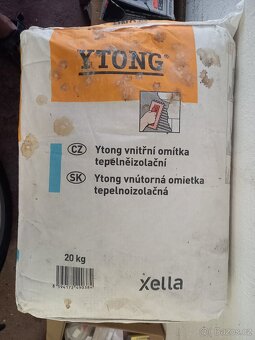 YTONG®
CZ Ytong vnitřní omítka
tepelněizolační
SK Ytong vnútorná omietka
tepelnoizolačná
20 kg
xella